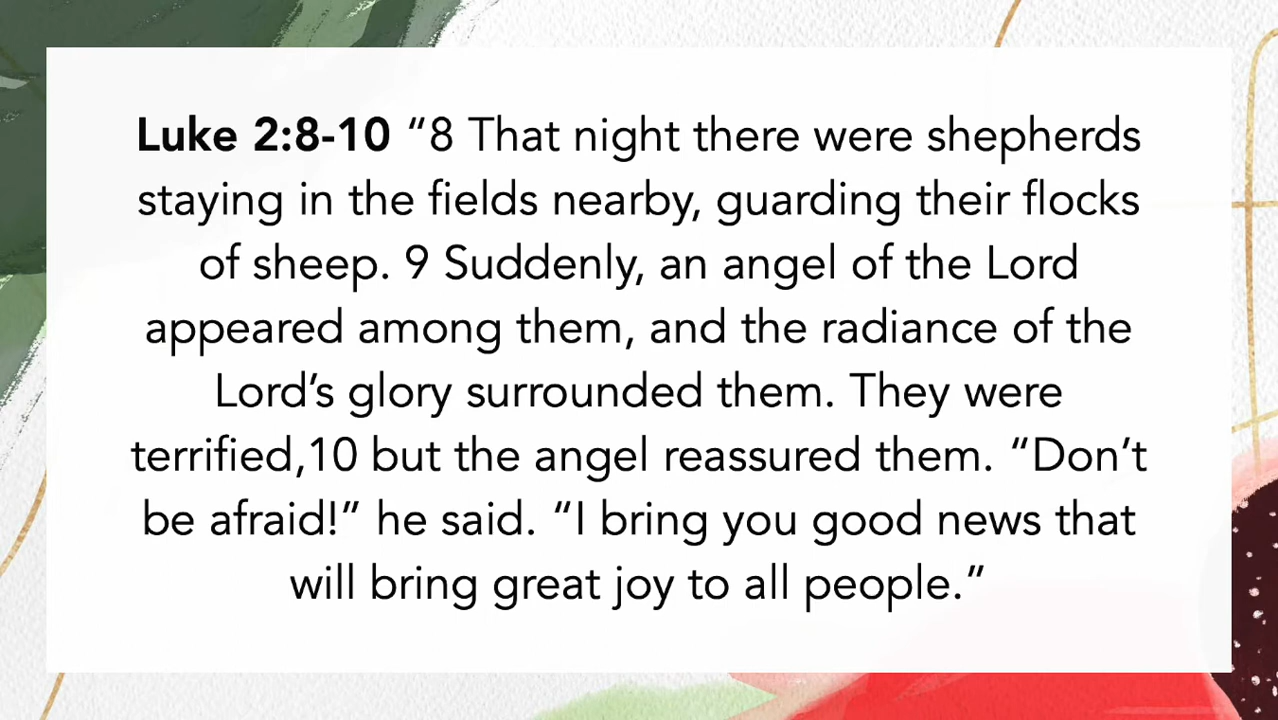 Luke 2:8-10 “8 That night there were shepherds
staying in the fields nearby, guarding their flocks
of sheep. 9 Suddenly, an angel of the Lord
appeared among them, and the radiance of the
Lord’s glory surrounded them. They were
terrified,10 but the angel reassured them. “Don’t
be afraid!” he said. “I bring you good news that
will bring great joy to all people.”